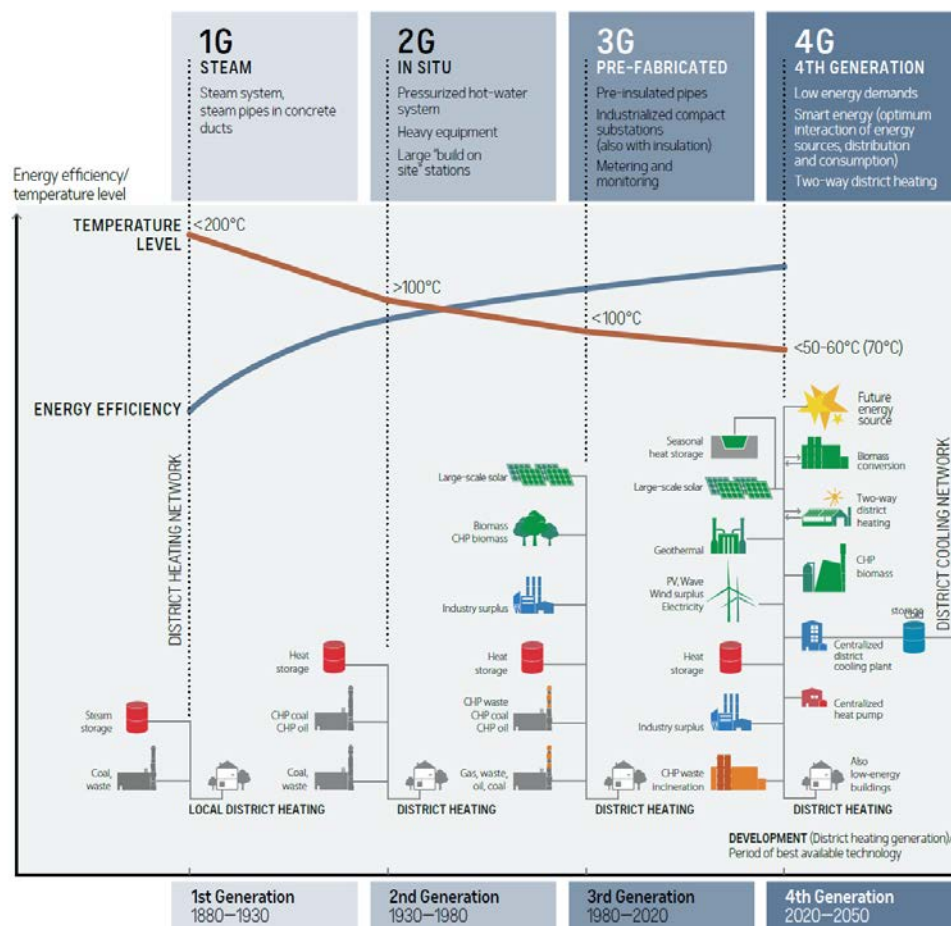 1G
STEAM
Steam system,
steam pipes in concrete
ducts
2G
IN SITU
Pressurized hot-water
system
Heavy equipment
Large "build on
site" stations
3G
PRE-FABRICATED
Pre-insulated pipes
Industrialized compact
substations
(also with insulation)
Metering and
monitoring
4G
4TH GENERATION
Low energy demands
Smart energy (optimum
interaction of energy
sources, distribution
and consumption)
Two-way district heating
Energy efficiency/
temperature level
TEMPERATURE
LEVEL
<200°C
>100°C
<100°C
<50-60°C (70°C)
ENERGY EFFICIENCY
DISTRICT HEATING NETWORK
Steam
storage
Coal,
waste
LOCAL DISTRICT HEATING
Heat
storage
CHP coal
CHP oil
Coal,
waste
DISTRICT HEATING
Large-scale solar
Biomass
CHP biomass
Industry surplus
Heat
storage
CHP waste
CHP coal
CHP oil
Gas, waste,
oil, coal
DISTRICT HEATING
Seasonal
heat storage
Large-scale solar
Geothermal
PV, Wave
Wind surplus
Electricity
Heat
storage
Industry surplus
CHP waste
incineration
Future
energy
source
Biomass
conversion
Two-way
district
heating
CHP
biomass
storage
Cold
Centralized
district
cooling plant
Centralized
heat pump
Also
low-energy
buildings
DISTRICT HEATING
DISTRICT COOLING NETWORK
DEVELOPMENT (District heating generation)/
Period of best available technology
1st Generation
1880—1930
2nd Generation
1930—1980
3rd Generation
1980—2020
4th Generation
2020—2050